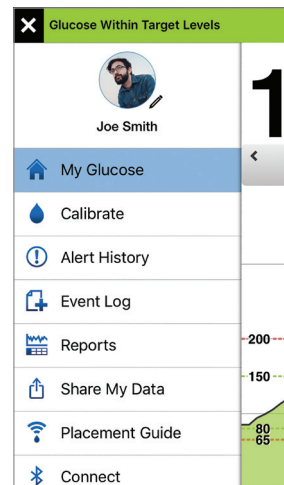 Glucose Within Target Levels
Joe Smith
1
My Glucose
Calibrate
Alert History
Event Log
Reports
200
Share My Data
150
Placement Guide
80
65
Connect